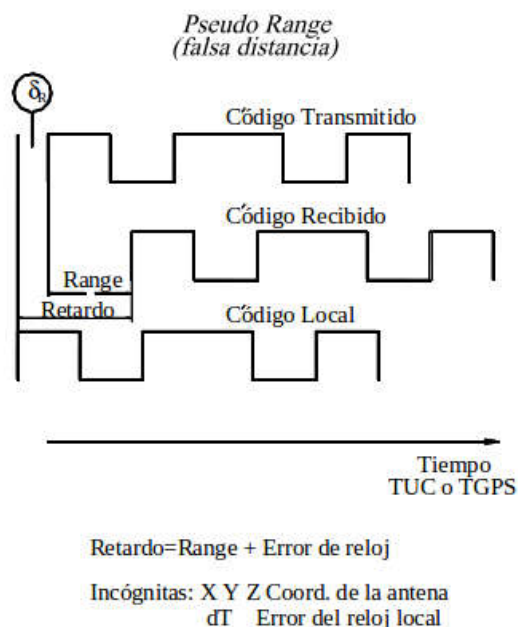 Pseudo Range
(falsa distancia)
δR
Código Transmitido
Código Recibido
Range
Retardo
Código Local
Tiempo
TUC o TGPS
Retardo=Range + Error de reloj
Incógnitas: X Y Z Coord. de la antena
dT Error del reloj local